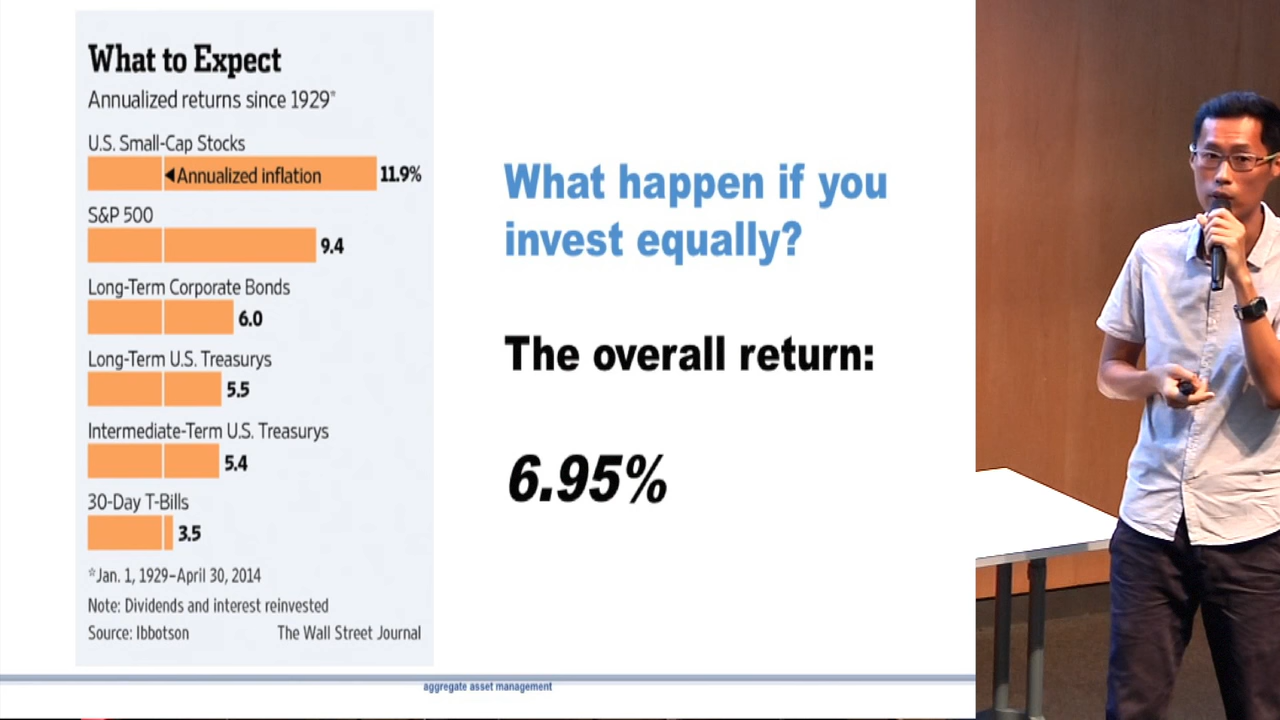 What to Expect
Annualized returns since 1929*
U.S. Small-Cap Stocks
◀Annualized inflation 11.9%
S&P 500
9.4
Long-Term Corporate Bonds
6.0
Long-Term U.S. Treasurys
5.5
Intermediate-Term U.S. Treasurys
5.4
30-Day T-Bills
3.5
*Jan. 1, 1929–April 30, 2014
Note: Dividends and interest reinvested
Source: Ibbotson The Wall Street Journal
What happen if you
invest equally?
The overall return:
6.95%
aggregate asset management